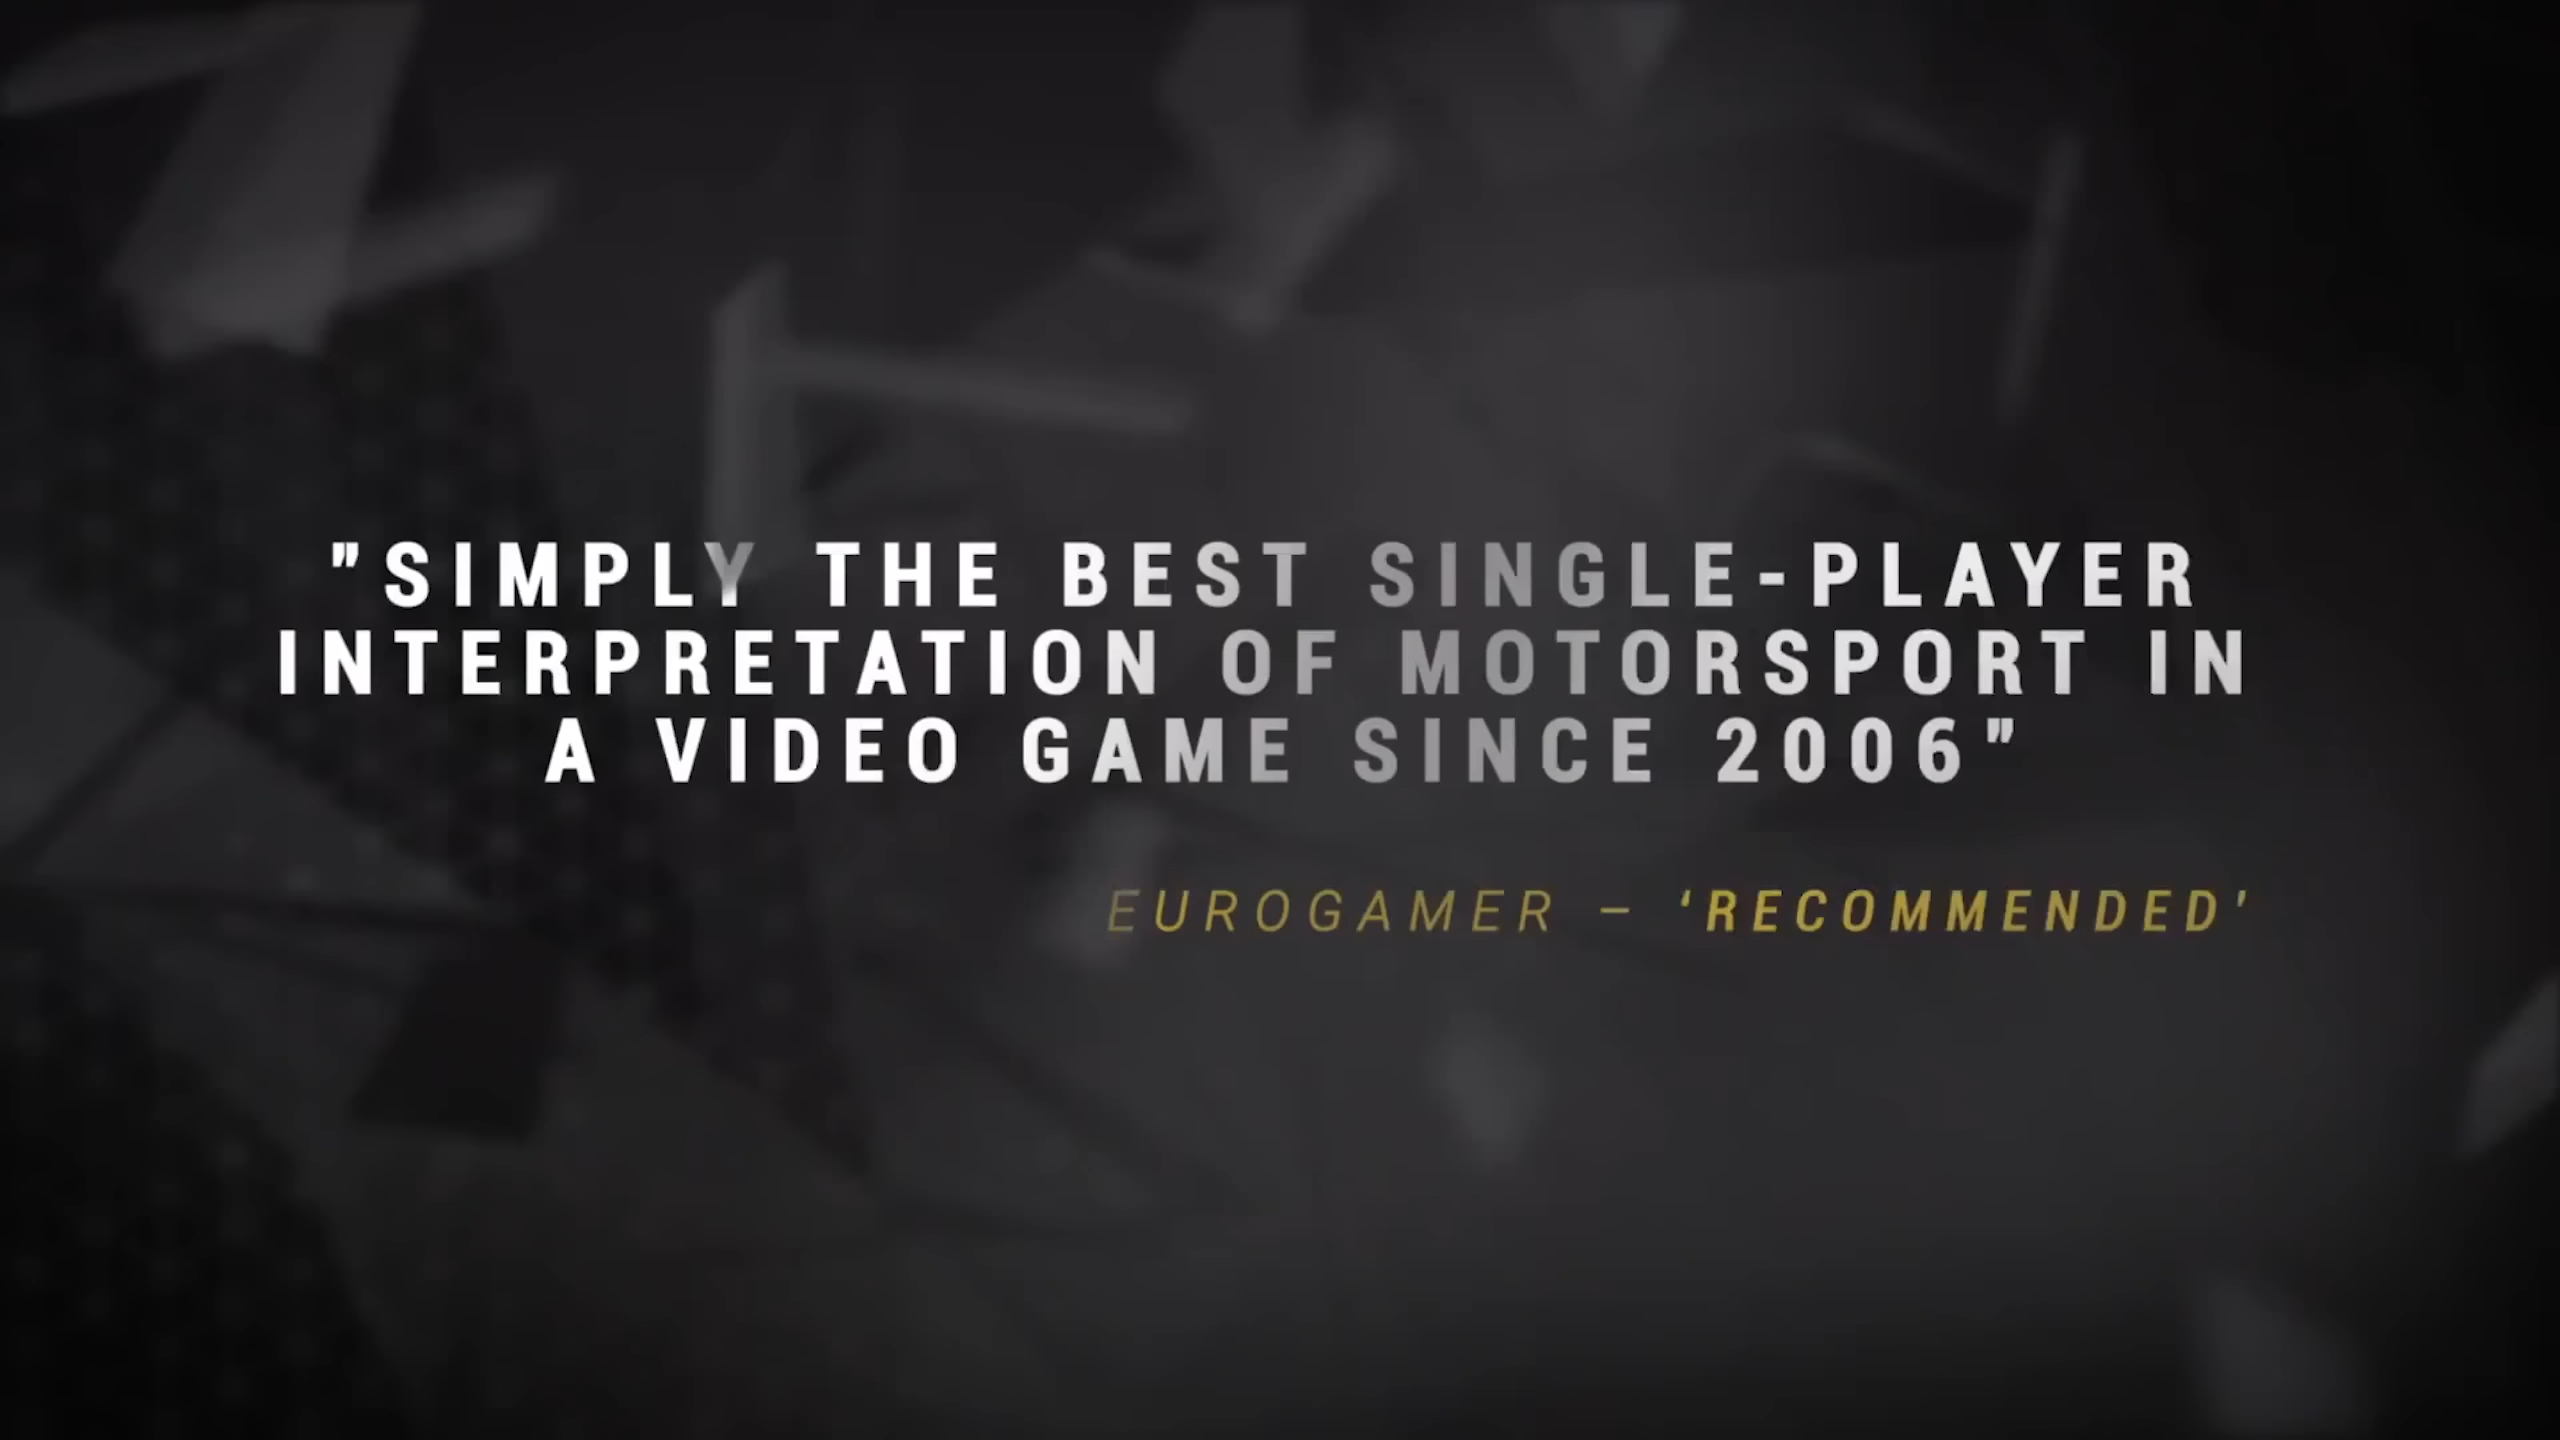 "SIMPLY THE BEST SINGLE-PLAYER
INTERPRETATION OF MOTORSPORT IN
A VIDEO GAME SINCE 2006"
EUROGAMER – ‘RECOMMENDED’